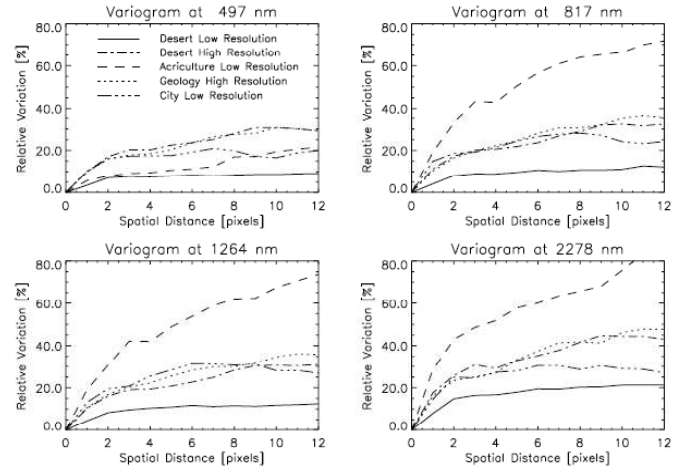 Variogram at 497 nm
Relative Variation [%]
80.0
60.0
40.0
20.0
0.0
Desert Low Resolution
Desert High Resolution
Acriculture Low Resolution
Geology High Resolution
City Low Resolution
0 2 4 6 8 10 12
Spatial Distance [pixels]
Variogram at 817 nm
Relative Variation [%]
80.0
60.0
40.0
20.0
0.0
0 2 4 6 8 10 12
Spatial Distance [pixels]
Variogram at 1264 nm
Relative Variation [%]
80.0
60.0
40.0
20.0
0.0
0 2 4 6 8 10 12
Spatial Distance [pixels]
Variogram at 2278 nm
Relative Variation [%]
80.0
60.0
40.0
20.0
0.0
0 2 4 6 8 10 12
Spatial Distance [pixels]